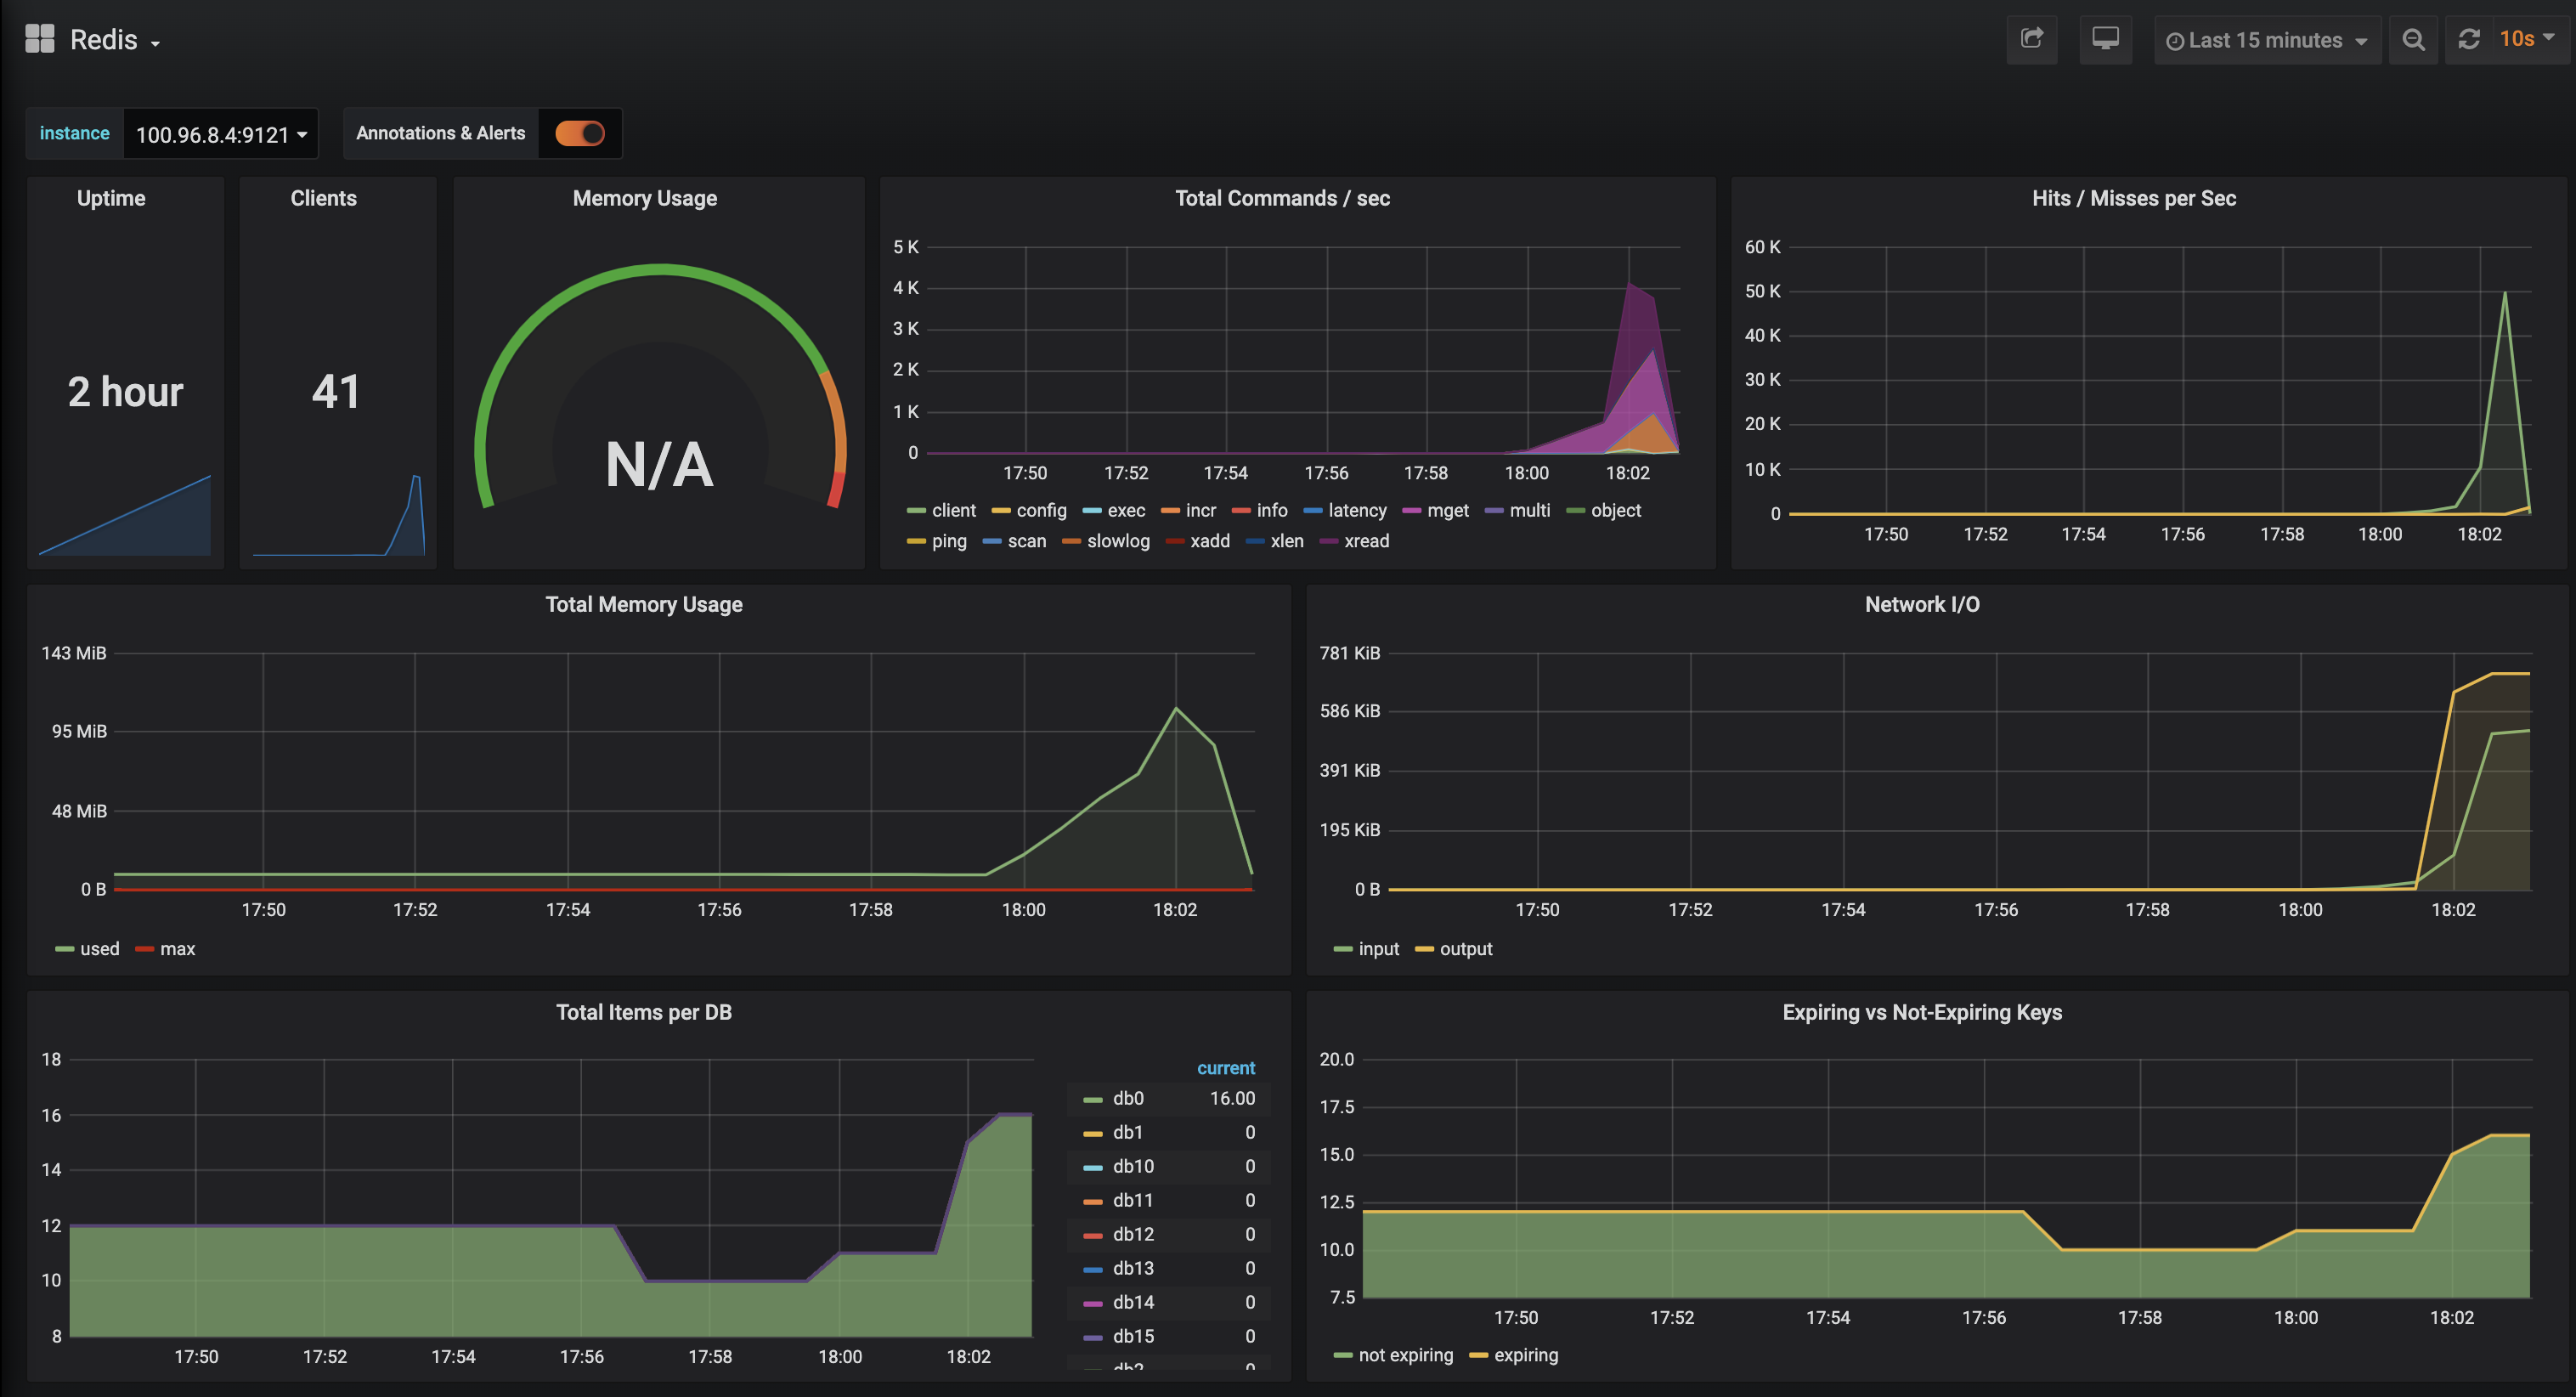 Redis
Last 15 minutes
10s
instance
100.96.8.4:9121
Annotations & Alerts
Uptime
2 hour
Clients
41
Memory Usage
N/A
Total Commands / sec
5 K
4 K
3 K
2 K
1 K
0
17:50 17:52 17:54 17:56 17:58 18:00 18:02
client config exec incr info latency mget multi object
ping scan slowlog xadd xlen xread
Hits / Misses per Sec
60 K
50 K
40 K
30 K
20 K
10 K
0
17:50 17:52 17:54 17:56 17:58 18:00 18:02
Total Memory Usage
143 MiB
95 MiB
48 MiB
0 B
17:50 17:52 17:54 17:56 17:58 18:00 18:02
used max
Network I/O
781 KiB
586 KiB
391 KiB
195 KiB
0 B
17:50 17:52 17:54 17:56 17:58 18:00 18:02
input output
Total Items per DB
18
16
14
12
10
8
17:50 17:52 17:54 17:56 17:58 18:00 18:02
current
db0 16.00
db1 0
db10 0
db11 0
db12 0
db13 0
db14 0
db15 0
Expiring vs Not-Expiring Keys
20.0
17.5
15.0
12.5
10.0
7.5
17:50 17:52 17:54 17:56 17:58 18:00 18:02
not expiring expiring